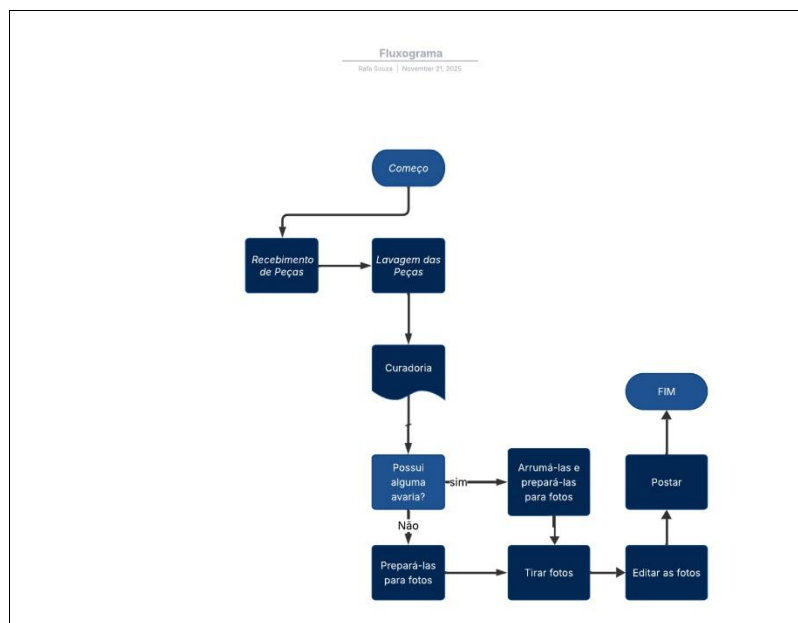 Fluxograma
Rafa Souza | November 21, 2025
Começo
Recebimento
de Peças
Lavagem das
Peças
Curadoria
FIM
Possui
alguma
avaria?
sim
Arrumá-las e
prepará-las
para fotos
Postar
Não
Prepará-las
para fotos
Tirar fotos
Editar as fotos